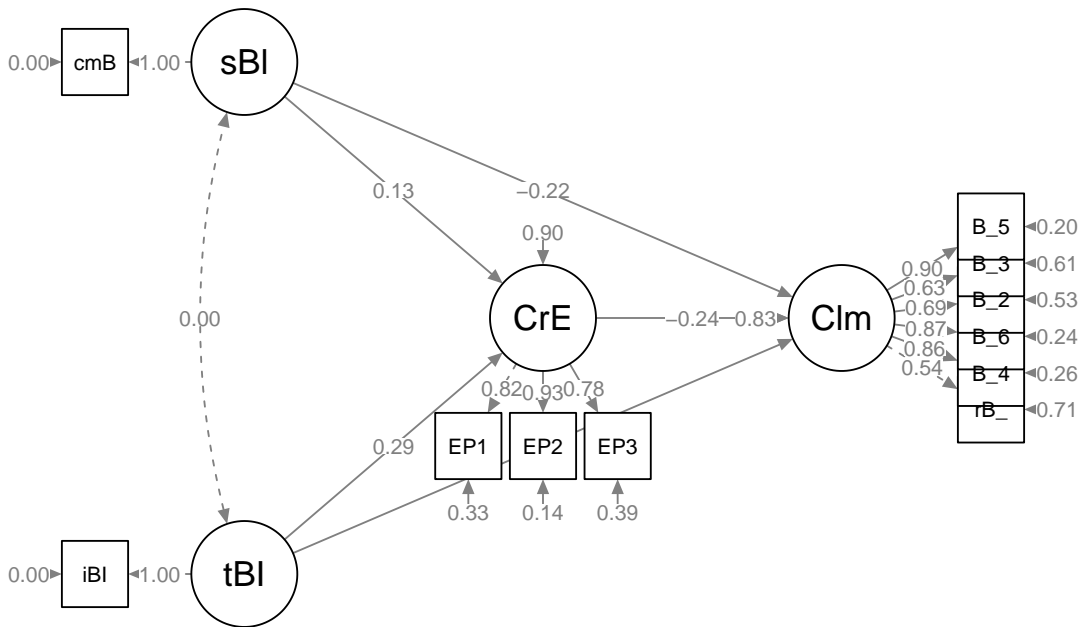 sBl
cmB
0.00
1.00
0.13
−0.22
0.90
B_5
0.20
B_3
0.61
0.90
0.63
B_2
0.53
0.69
CrE
−0.24
0.83
Clm
0.00
0.87
B_6
0.24
0.86
B_4
0.26
0.54
rB_
0.71
0.82
0.93
0.78
0.29
EP1
EP2
EP3
0.33
0.14
0.39
tBl
iBl
0.00
1.00